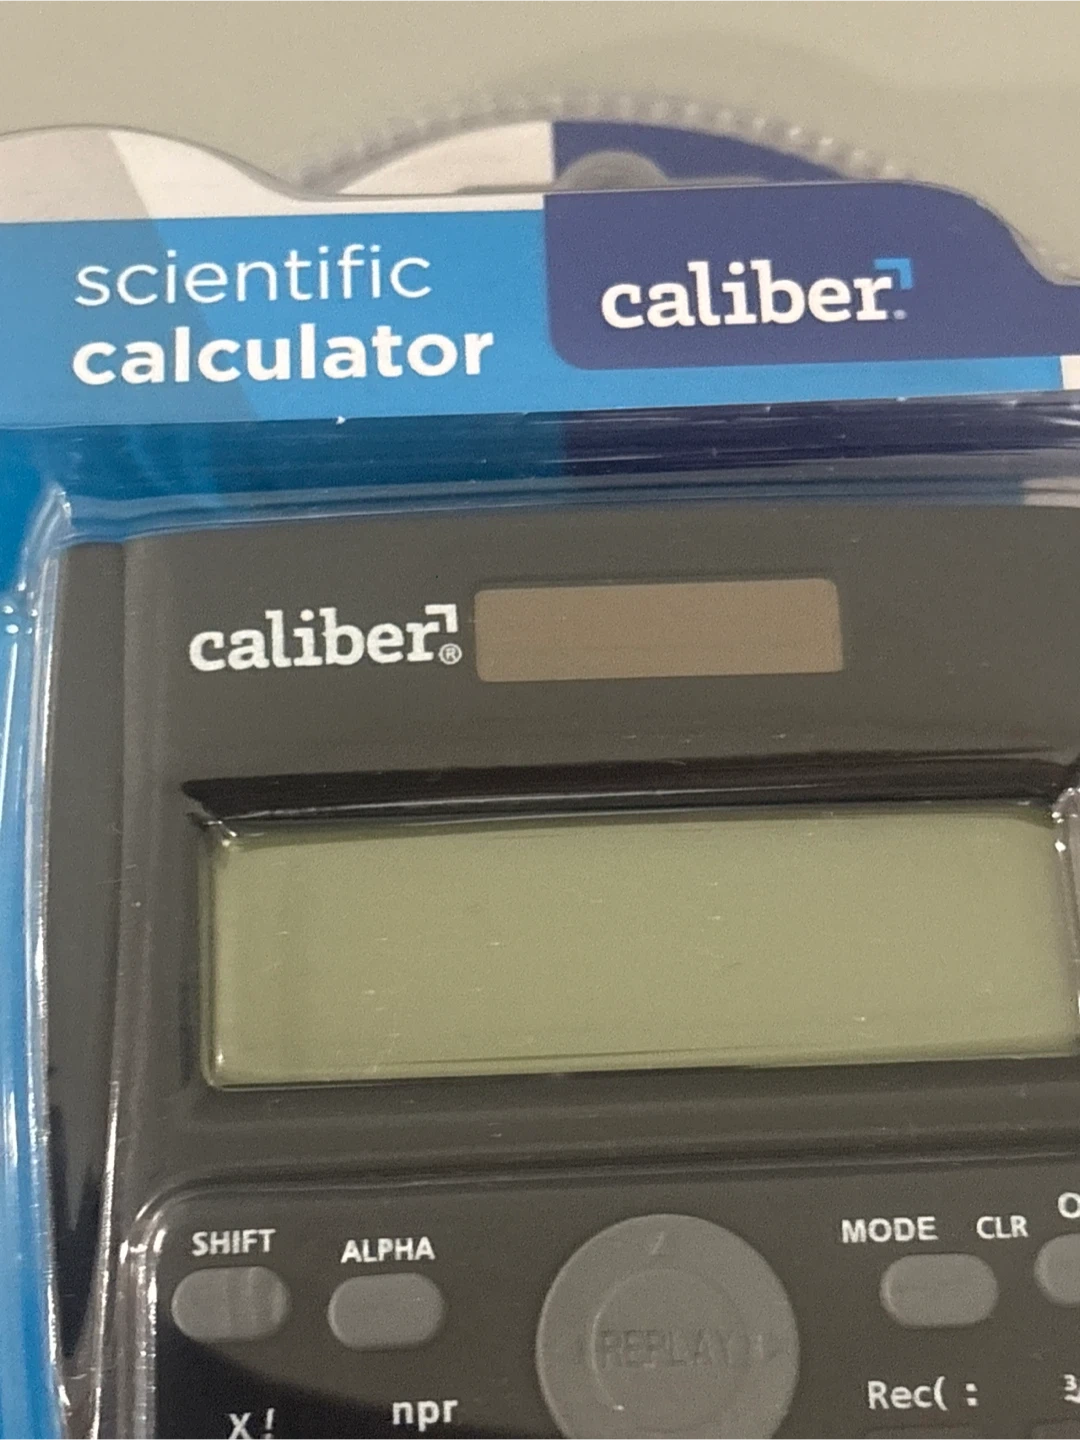 scientific
calculator
caliber®
caliber®
SHIFT
ALPHA
MODE CLR
REPLAY
X!
npr
Rec( :